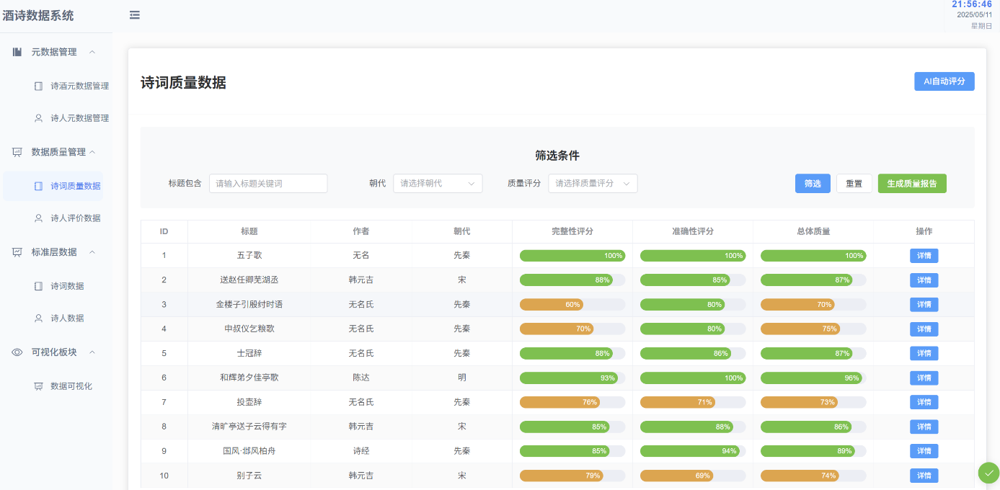 酒诗数据系统
21:56:46
2025/05/11
星期日
元数据管理
诗酒元数据管理
诗人元数据管理
数据质量管理
诗词质量数据
诗人评价数据
标准层数据
诗词数据
诗人数据
可视化板块
数据可视化
诗词质量数据 AI自动评分
筛选条件
标题包含 请输入标题关键词 朝代 请选择朝代 质量评分 请选择质量评分 筛选 重置 生成质量报告
ID 标题 作者 朝代 完整性评分 准确性评分 总体质量 操作
1 五子歌 无名 先秦 100% 100% 100% 详情
2 送赵任卿芜湖丞 韩元吉 宋 88% 85% 87% 详情
3 金楼子引殷纣时语 无名氏 先秦 60% 80% 70% 详情
4 申叔仪乞粮歌 无名氏 先秦 70% 80% 75% 详情
5 士冠辞 无名氏 先秦 88% 86% 87% 详情
6 和辉弟夕佳亭歌 陈达 明 93% 100% 96% 详情
7 投壶辞 无名氏 先秦 76% 71% 73% 详情
8 清旷亭送子云得有字 韩元吉 宋 85% 88% 86% 详情
9 国风·邶风柏舟 诗经 先秦 85% 94% 89% 详情
10 别子云 韩元吉 宋 79% 69% 74% 详情